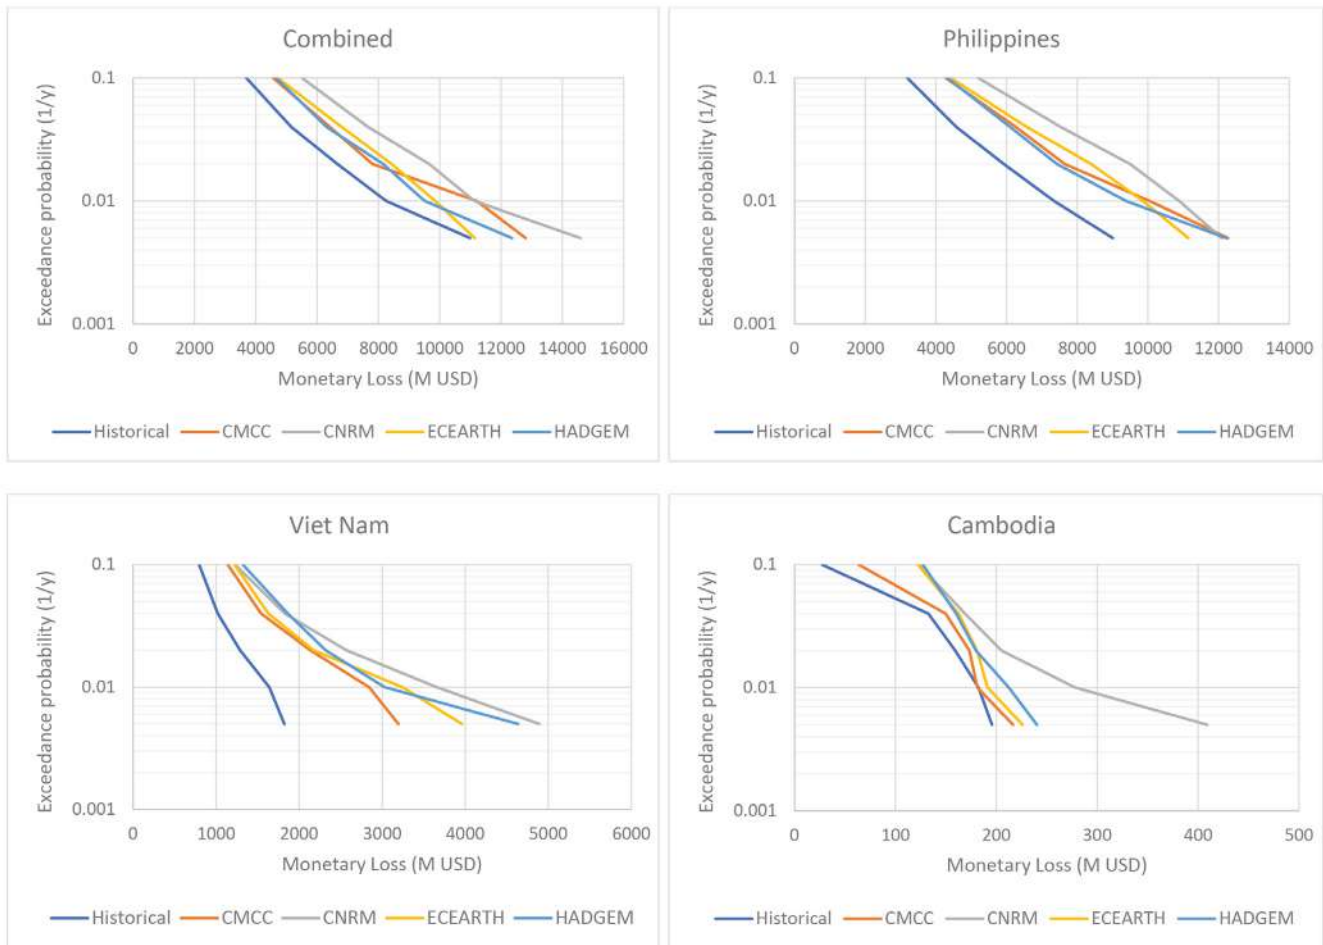 Combined
Exceedance probability (1/y)
0.1
0.01
0.001
0 2000 4000 6000 8000 10000 12000 14000 16000
Monetary Loss (M USD)
Historical CMCC CNRM ECEARTH HADGEM
Philippines
Exceedance probability (1/y)
0.1
0.01
0.001
0 2000 4000 6000 8000 10000 12000 14000
Monetary Loss (M USD)
Historical CMCC CNRM ECEARTH HADGEM
Viet Nam
Exceedance probability (1/y)
0.1
0.01
0.001
0 1000 2000 3000 4000 5000 6000
Monetary Loss (M USD)
Historical CMCC CNRM ECEARTH HADGEM
Cambodia
Exceedance probability (1/y)
0.1
0.01
0.001
0 100 200 300 400 500
Monetary Loss (M USD)
Historical CMCC CNRM ECEARTH HADGEM